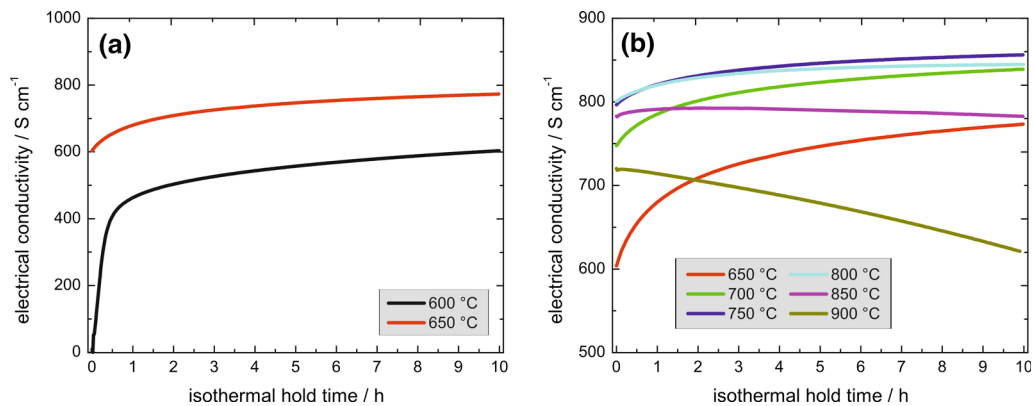 (a)
electrical conductivity / S cm⁻¹
1000
800
600
400
200
0
600 °C
650 °C
0 1 2 3 4 5 6 7 8 9 10
isothermal hold time / h
(b)
electrical conductivity / S cm⁻¹
900
800
700
600
500
650 °C 800 °C
700 °C 850 °C
750 °C 900 °C
0 1 2 3 4 5 6 7 8 9 10
isothermal hold time / h